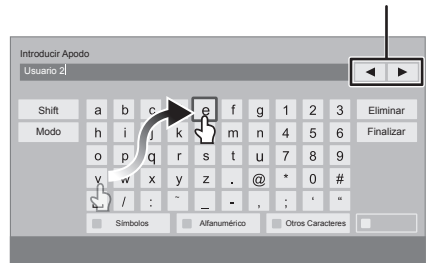 Introducir Apodo
Usuario 2
Shift a b c e f g 1 2 3 Eliminar
Modo h i j k m n 4 5 6 Finalizar
o p q r s t u 7 8 9
v w x y z . @ * 0 #
/ : ~ _ - , ; ‘ “
Símbolos Alfanumérico Otros Caracteres